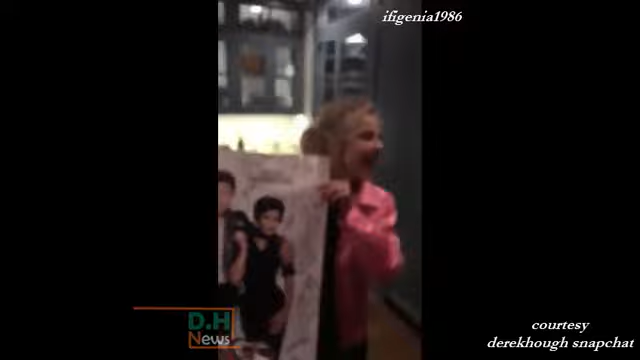 ifigenia1986
D.H
News
courtesy
derekhough snapchat